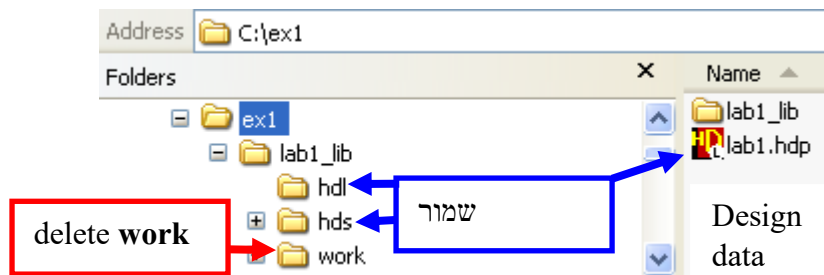 Address C:\ex1
Folders × Name
ex1
lab1_lib
hdl
hds
work
lab1_lib
lab1.hdp
שמור
delete work
Design
data